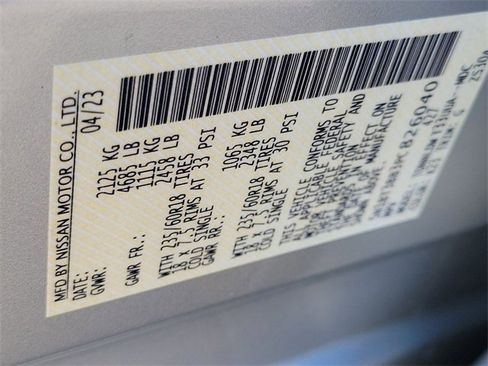 MFD BY NISSAN MOTOR CO., LTD.
DATE: 04/23
GVWR: 2125 KG
4685 LB
GAWR FR.: 1115 KG
2458 LB
WITH 235/60R18 TIRES
18 X 7.5 RIMS AT 33 PSI
COLD SINGLE
GAWR RR.: 1065 KG
2348 LB
WITH 235/60R18 TIRES
18 X 7.5 RIMS AT 30 PSI
COLD SINGLE
THIS VEHICLE CONFORMS TO
ALL APPLICABLE FEDERAL
MOTOR VEHICLE SAFETY AND
THEFT PREVENTION
STANDARDS IN EFFECT ON
THE DATE OF MANUFACTURE
SHOWN ABOVE.
826040
MODEL
COLOR: TRIM: G